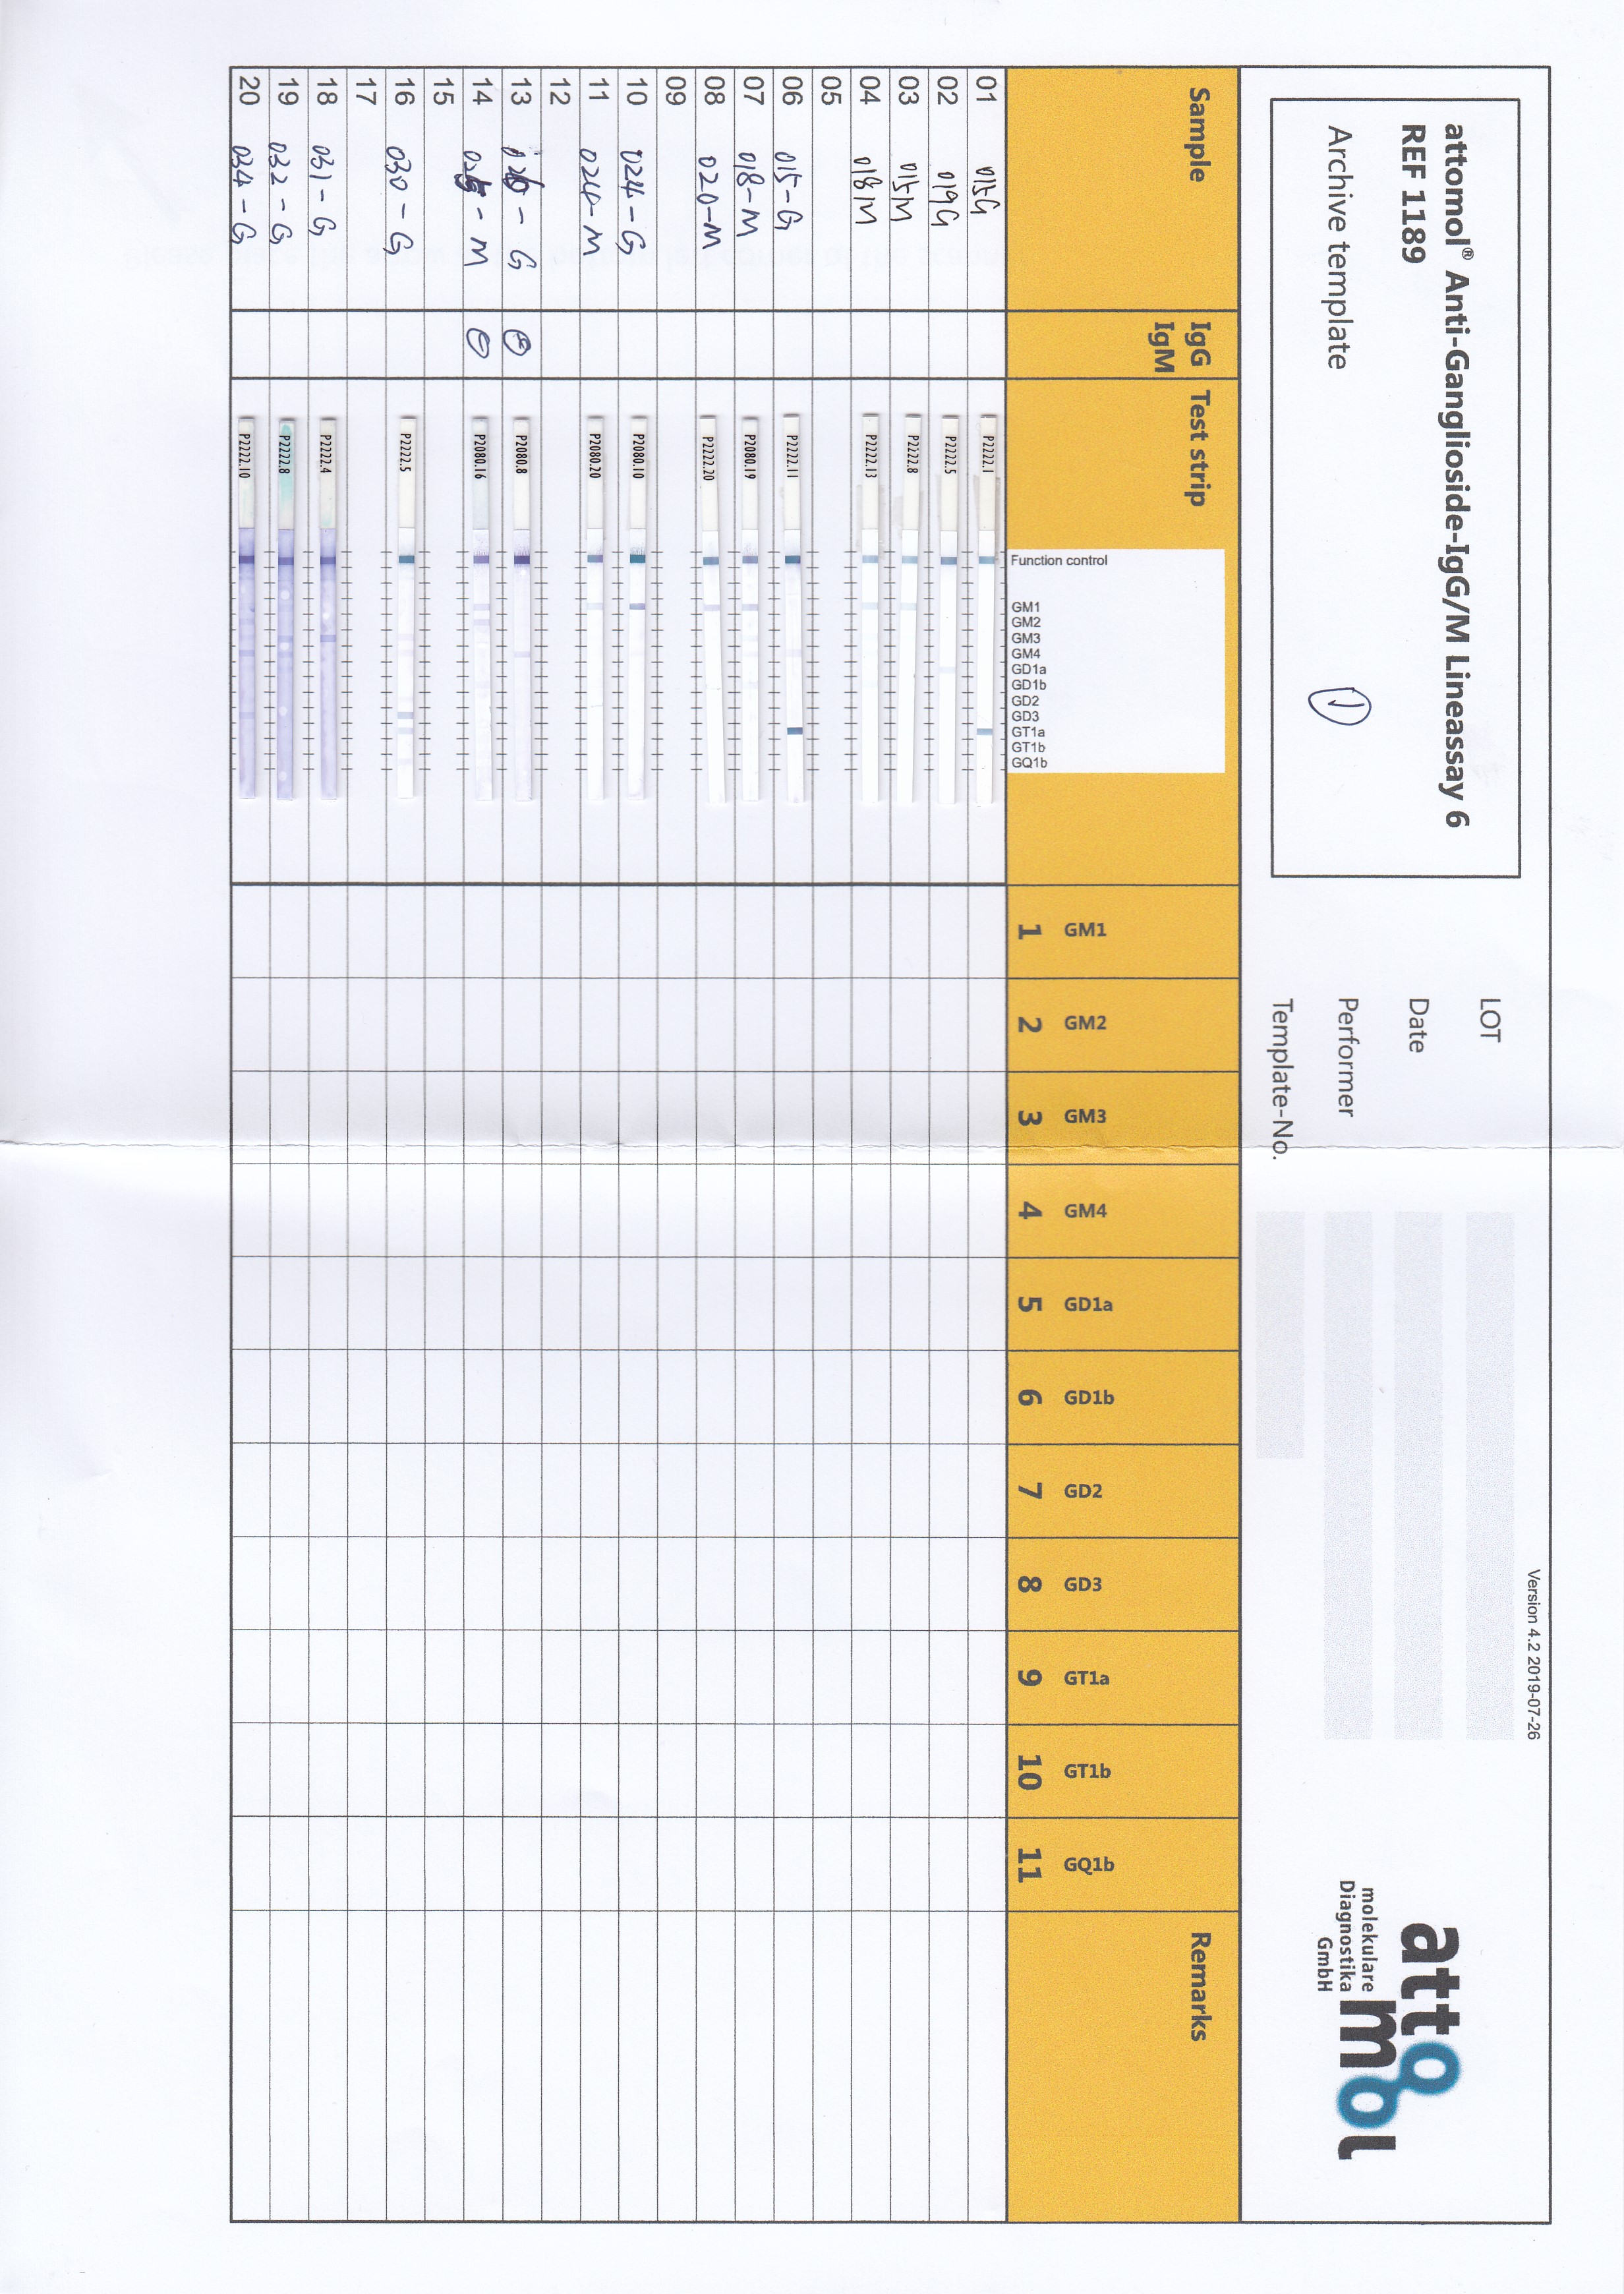 Version 4.2 2019-07-26
attomol® Anti-Ganglioside-IgG/M Lineassay 6
REF 1189
Archive template
1
LOT
Date
Performer
Template-No.
atto
mol
molekulare
Diagnostika
GmbH
Sample IgG IgM Test strip Remarks
Function control GM1 GM2 GM3 GM4 GD1a GD1b GD2 GD3 GT1a GT1b GQ1b
GM1 GM2 GM3 GM4 GD1a GD1b GD2 GD3 GT1a GT1b GQ1b
1 2 3 4 5 6 7 8 9 10 11
01 015G P2222.1
02 019G P2222.5
03 015M P2222.8
04 018M P2222.13
05
06 015-G P2222.11
07 018-M P2080.19
08 020-M P2222.20
09
10 024-G P2080.10
11 024-M P2080.20
12
13 - G P2080.8
14 - M P2080.16
15
16 030-G P2222.5
17
18 031-G P2222.4
19 032-G P2222.8
20 034-G P2222.10